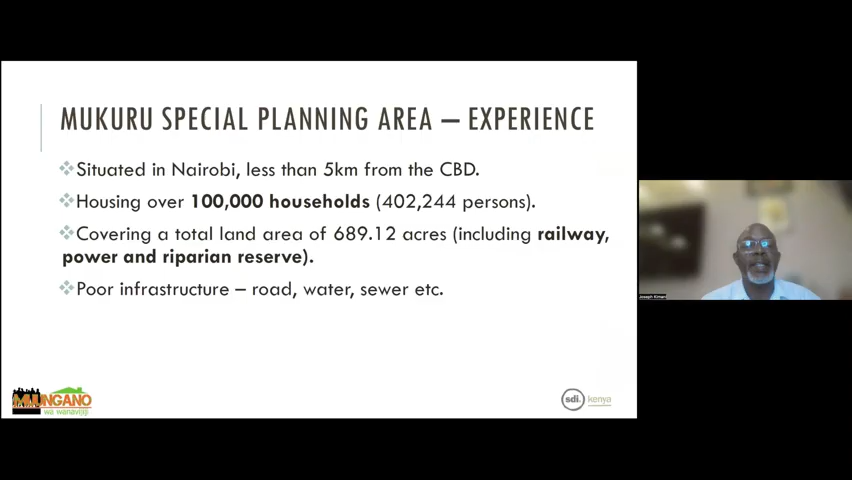 MUKURU SPECIAL PLANNING AREA – EXPERIENCE
Situated in Nairobi, less than 5km from the CBD.
Housing over 100,000 households (402,244 persons).
Covering a total land area of 689.12 acres (including railway,
power and riparian reserve).
Poor infrastructure – road, water, sewer etc.
Joseph Kimani
MUUNGANO
wa wanavijiji
sdi. kenya